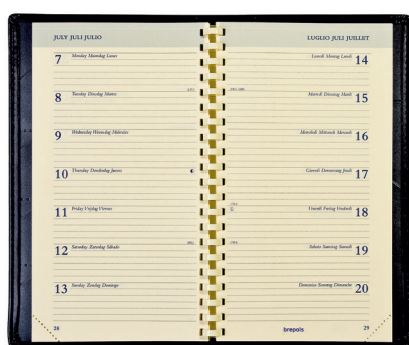 JULY JULI JULIO
7 Monday Maandag Lunes
8 Tuesday Dinsdag Martes
9 Wednesday Woensdag Miércoles
10 Thursday Donderdag Jueves
11 Friday Vrijdag Viernes
12 Saturday Zaterdag Sábado
13 Sunday Zondag Domingo
28
LUGLIO JULI JUILLET
Lunedì Montag Lundi 14
Martedì Dienstag Mardi 15
Mercoledì Mittwoch Mercredi 16
Giovedì Donnerstag Jeudi 17
Venerdì Freitag Vendredi 18
Sabato Samstag Samedi 19
Domenica Sonntag Dimanche 20
brepols 29